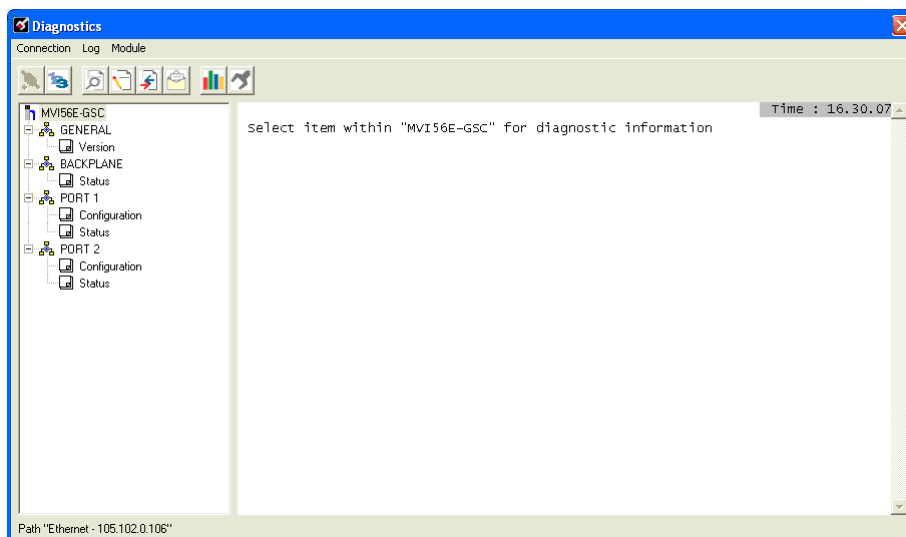 Diagnostics
Connection Log Module
Time : 16.30.07
MVI56E-GSC
Select item within "MVI56E-GSC" for diagnostic information
GENERAL
Version
BACKPLANE
Status
PORT 1
Configuration
Status
PORT 2
Configuration
Status
Path "Ethernet - 105.102.0.106"